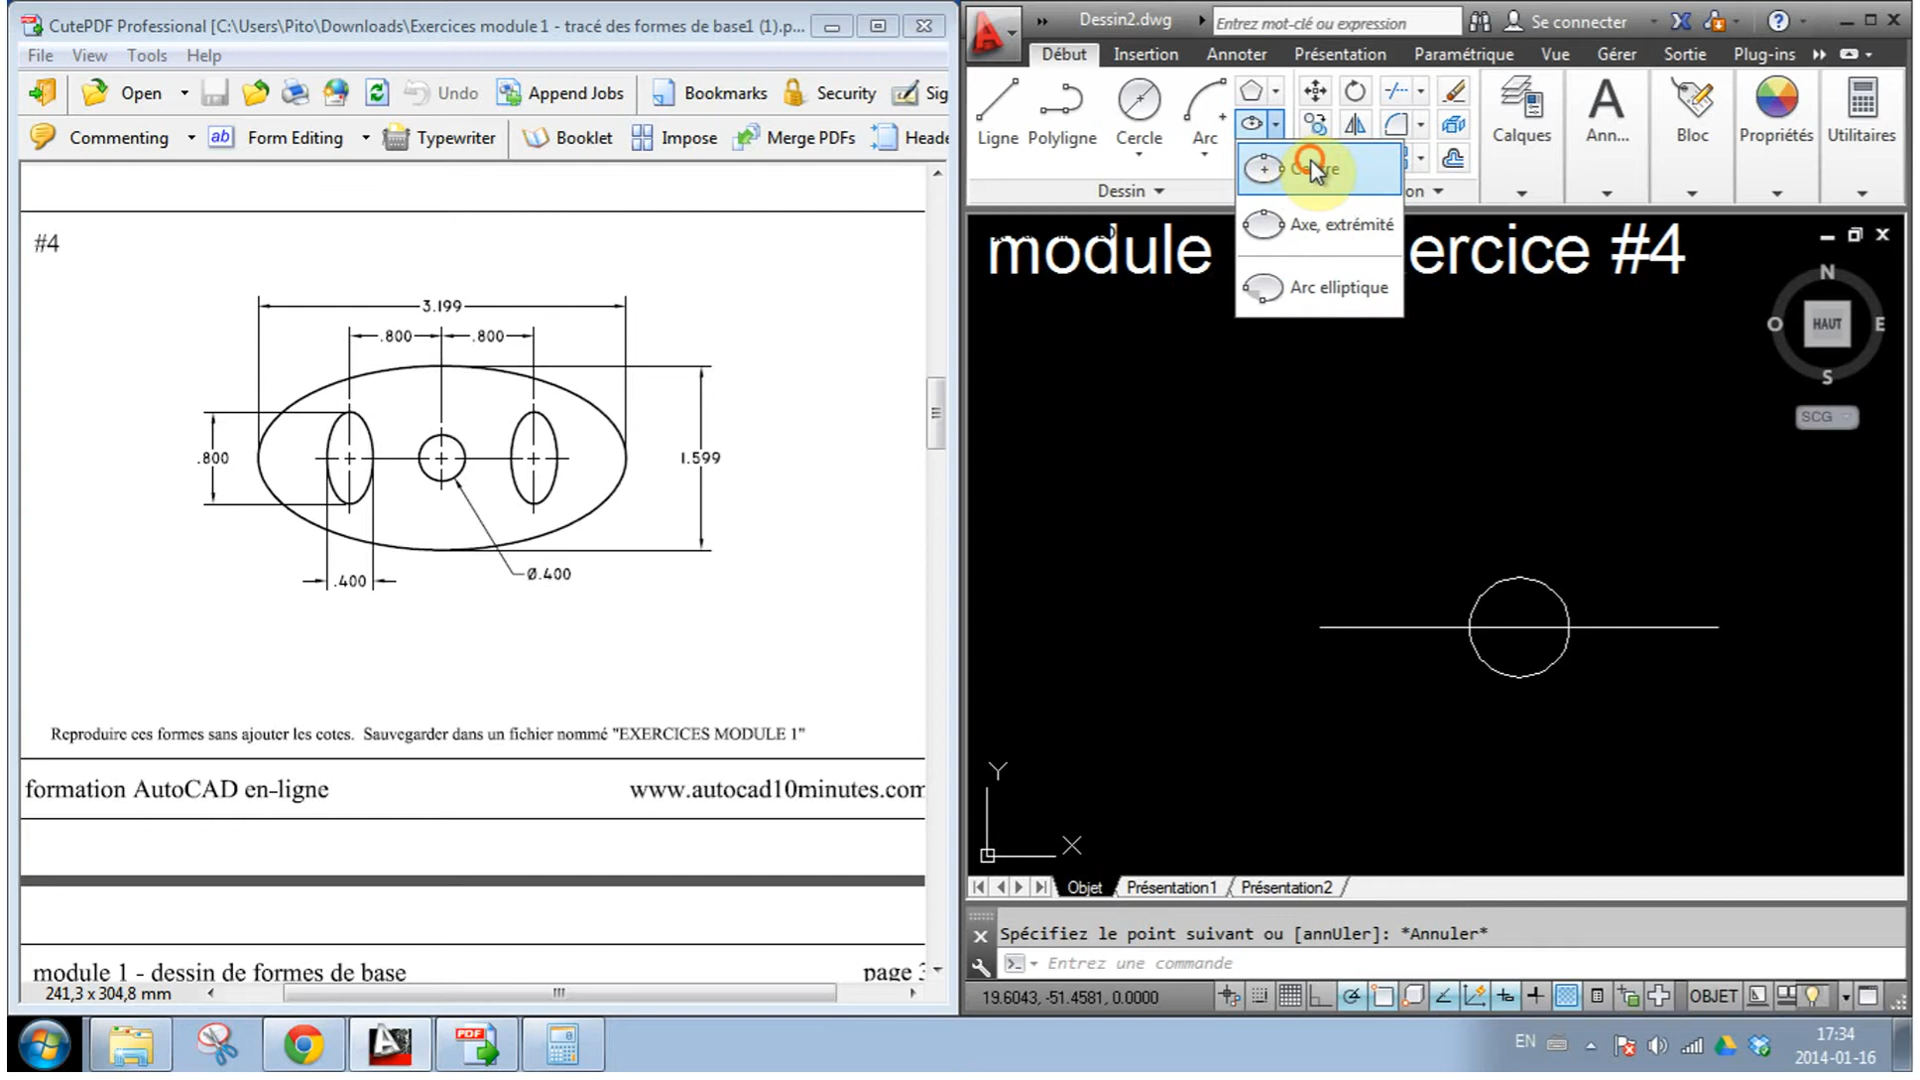 CutePDF Professional [C:\Users\Pito\Downloads\Exercices module 1 - tracé des formes de base1 (1).p...
File View Tools Help
Open Undo Append Jobs Bookmarks Security Sig
Commenting Form Editing Typewriter Booklet Impose Merge PDFs Heade
#4
3.199
.800 .800
.800
1.599
.400
Ø.400
Reproduire ces formes sans ajouter les cotes. Sauvegarder dans un fichier nommé "EXERCICES MODULE 1"
formation AutoCAD en-ligne www.autocad10minutes.com
module 1 - dessin de formes de base page 3
241,3 x 304,8 mm
Dessin2.dwg Entrez mot-clé ou expression Se connecter
Début Insertion Annoter Présentation Paramétrique Vue Gérer Sortie Plug-ins
Ligne Polyligne Cercle Arc Calques Ann... Bloc Propriétés Utilitaires
Dessin on
Axe, extrémité
Arc elliptique
module ercice #4
N
O HAUT E
S
SCG
Y
X
Objet Présentation1 Présentation2
Spécifiez le point suivant ou [annUler]: *Annuler*
Entrez une commande
19.6043, -51.4581, 0.0000 OBJET
EN 17:34
2014-01-16